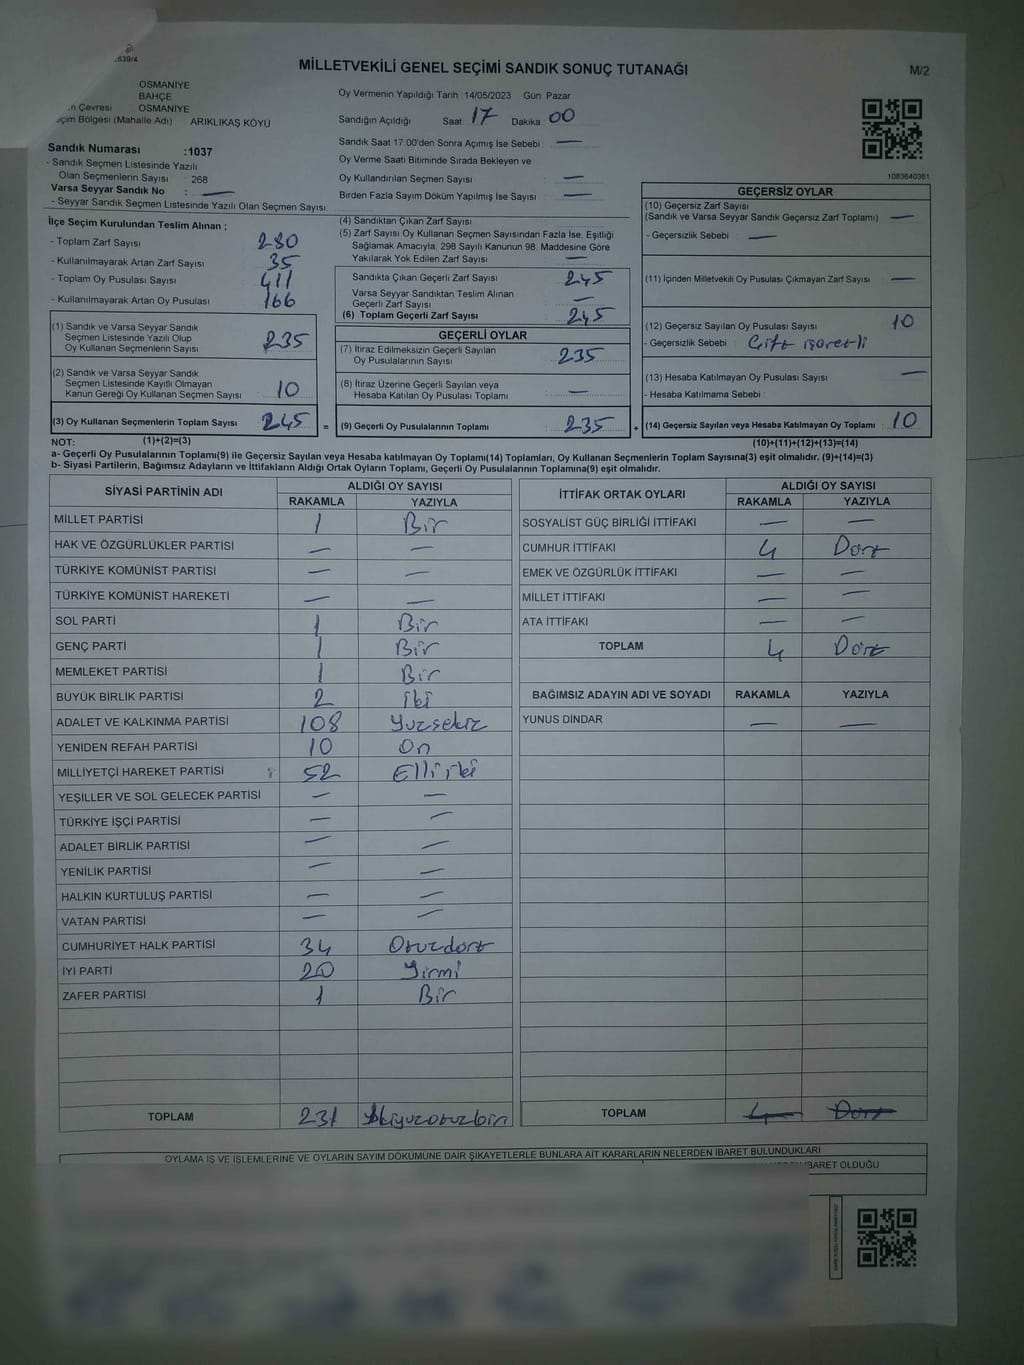 .839/4
MİLLETVEKİLİ GENEL SEÇİMİ SANDIK SONUÇ TUTANAĞI
M/2
OSMANİYE
BAHÇE
n Çevresi OSMANİYE
eçim Bölgesi (Mahalle Adı) ARIKLIKAŞ KÖYÜ
Oy Vermenin Yapıldığı Tarih : 14/05/2023 Gün: Pazar
Sandığın Açıldığı Saat : 17 Dakika : 00
Sandık Saat 17:00'den Sonra Açımış İse Sebebi : —
Oy Verme Saati Bitiminde Sırada Bekleyen ve
Oy Kullandırılan Seçmen Sayısı : —
Birden Fazla Sayım Döküm Yapılmış İse Sayısı : —
1083640361
Sandık Numarası :1037
- Sandık Seçmen Listesinde Yazılı
Olan Seçmenlerin Sayısı : 268
Varsa Seyyar Sandık No : —
- Seyyar Sandık Seçmen Listesinde Yazılı Olan Seçmen Sayısı
İlçe Seçim Kurulundan Teslim Alınan ;
- Toplam Zarf Sayısı 280
- Kullanılmayarak Artan Zarf Sayısı 35
- Toplam Oy Pusulası Sayısı 411
- Kullanılmayarak Artan Oy Pusulası 166
(1) Sandık ve Varsa Seyyar Sandık
Seçmen Listesinde Yazılı Olup
Oy Kullanan Seçmenlerin Sayısı 235
(2) Sandık ve Varsa Seyyar Sandık
Seçmen Listesinde Kayıtlı Olmayan
Kanun Gereği Oy Kullanan Seçmen Sayısı 10
(3) Oy Kullanan Seçmenlerin Toplam Sayısı 245 =
(4) Sandıktan Çıkan Zarf Sayısı
(5) Zarf Sayısı Oy Kullanan Seçmen Sayısından Fazla İse, Eşitliği
Sağlamak Amacıyla, 298 Sayılı Kanunun 98. Maddesine Göre
Yakılarak Yok Edilen Zarf Sayısı —
Sandıkta Çıkan Geçerli Zarf Sayısı 245
Varsa Seyyar Sandıktan Teslim Alınan
Geçerli Zarf Sayısı —
(6) Toplam Geçerli Zarf Sayısı 245
GEÇERLİ OYLAR
(7) İtiraz Edilmeksizin Geçerli Sayılan
Oy Pusulalarının Sayısı 235
(8) İtiraz Üzerine Geçerli Sayılan veya
Hesaba Katılan Oy Pusulası Toplamı —
(9) Geçerli Oy Pusulalarının Toplamı : 235 +
GEÇERSİZ OYLAR
(10) Geçersiz Zarf Sayısı
(Sandık ve Varsa Seyyar Sandık Geçersiz Zarf Toplamı) —
- Geçersizlik Sebebi : —
(11) İçinden Milletvekili Oy Pusulası Çıkmayan Zarf Sayısı —
(12) Geçersiz Sayılan Oy Pusulası Sayısı 10
- Geçersizlik Sebebi : Çift işaretli
(13) Hesaba Katılmayan Oy Pusulası Sayısı —
- Hesaba Katılmama Sebebi :
(14) Geçersiz Sayılan veya Hesaba Katılmayan Oy Toplamı : 10
NOT: (1)+(2)=(3)
(10)+(11)+(12)+(13)=(14)
a- Geçerli Oy Pusulasının Toplamı(9) ile Geçersiz Sayılan veya Hesaba katılmayan Oy Toplamı(14) Toplamları, Oy Kullanan Seçmenlerin Toplam Sayısına(3) eşit olmalıdır. (9)+(14)=(3)
b- Siyasi Partilerin, Bağımsız Adayların ve İttifakların Aldığı Ortak Oyların Toplamı, Geçerli Oy Pusulalarının Toplamına(9) eşit olmalıdır.
SİYASİ PARTİNİN ADI ALDIĞI OY SAYISI
RAKAMLA YAZIYLA
MİLLET PARTİSİ 1 Bir
HAK VE ÖZGÜRLÜKLER PARTİSİ — —
TÜRKİYE KOMÜNİST PARTİSİ — —
TÜRKİYE KOMÜNİST HAREKETİ — —
SOL PARTİ 1 Bir
GENÇ PARTİ 1 Bir
MEMLEKET PARTİSİ 1 Bir
BÜYÜK BİRLİK PARTİSİ 2 iki
ADALET VE KALKINMA PARTİSİ 108 Yüzsekiz
YENİDEN REFAH PARTİSİ 10 On
MİLLİYETÇİ HAREKET PARTİSİ 52 Elliiki
YEŞİLLER VE SOL GELECEK PARTİSİ — —
TÜRKİYE İŞÇİ PARTİSİ — —
ADALET BİRLİK PARTİSİ — —
YENİLİK PARTİSİ — —
HALKIN KURTULUŞ PARTİSİ — —
VATAN PARTİSİ — —
CUMHURİYET HALK PARTİSİ 34 Otuzdört
İYİ PARTİ 20 Yirmi
ZAFER PARTİSİ 1 Bir
TOPLAM 231 İkiyüzotuzbir
İTTİFAK ORTAK OYLARI ALDIĞI OY SAYISI
RAKAMLA YAZIYLA
SOSYALİST GÜÇ BİRLİĞİ İTTİFAKI — —
CUMHUR İTTİFAKI 4 Dört
EMEK VE ÖZGÜRLÜK İTTİFAKI — —
MİLLET İTTİFAKI — —
ATA İTTİFAKI — —
TOPLAM 4 Dört
BAĞIMSIZ ADAYIN ADI VE SOYADI RAKAMLA YAZIYLA
YUNUS DİNDAR — —
TOPLAM 4 Dört
OYLAMA İŞ VE İŞLEMLERİNE VE OYLARIN SAYIM DÖKÜMÜNE DAİR ŞİKAYETLERLE BUNLARA AİT KARARLARIN NELERDEN İBARET BULUNDUKLARI
İBARET OLDUĞU